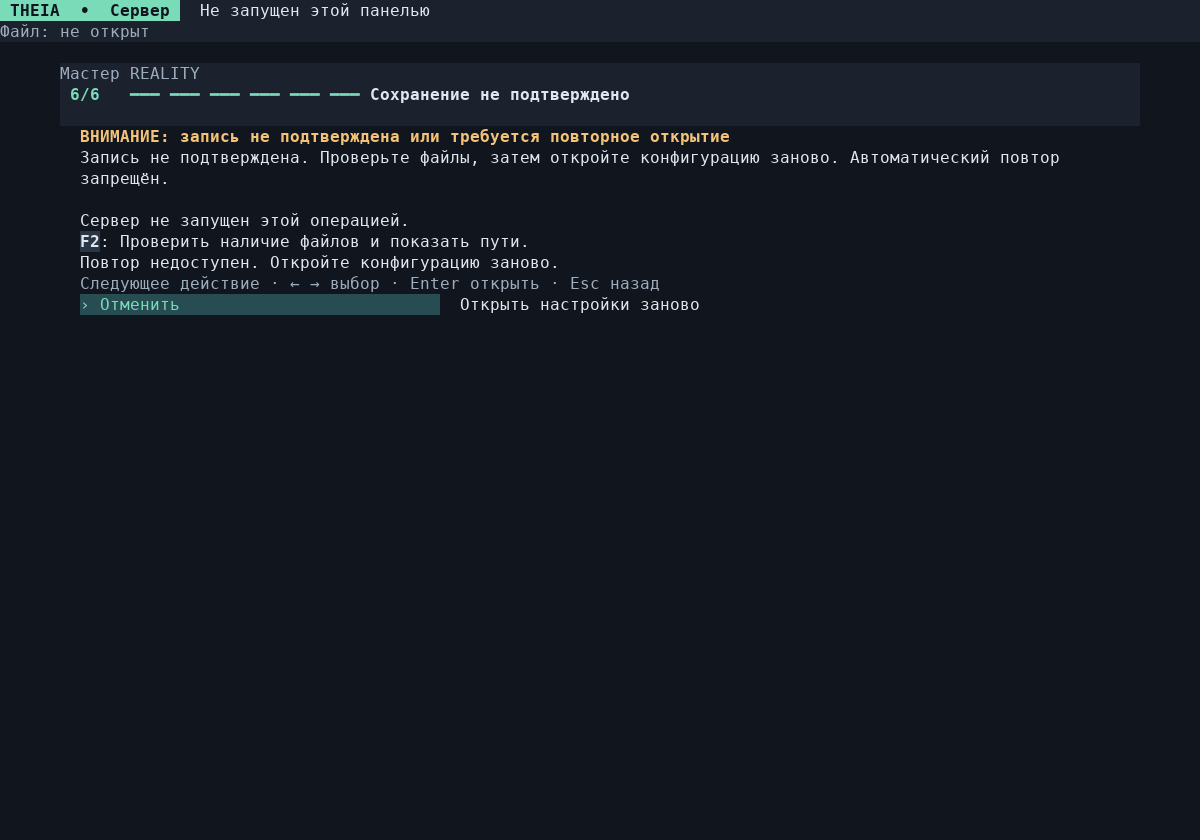 THEIA • Сервер Не запущен этой панелью
Файл: не открыт
Мастер REALITY
6/6 ━━━ ━━━ ━━━ ━━━ ━━━ ━━━ Сохранение не подтверждено
ВНИМАНИЕ: запись не подтверждена или требуется повторное открытие
Запись не подтверждена. Проверьте файлы, затем откройте конфигурацию заново. Автоматический повтор
запрещён.
Сервер не запущен этой операцией.
F2: Проверить наличие файлов и показать пути.
Повтор недоступен. Откройте конфигурацию заново.
Следующее действие · ← → выбор · Enter открыть · Esc назад
› Отменить Открыть настройки заново